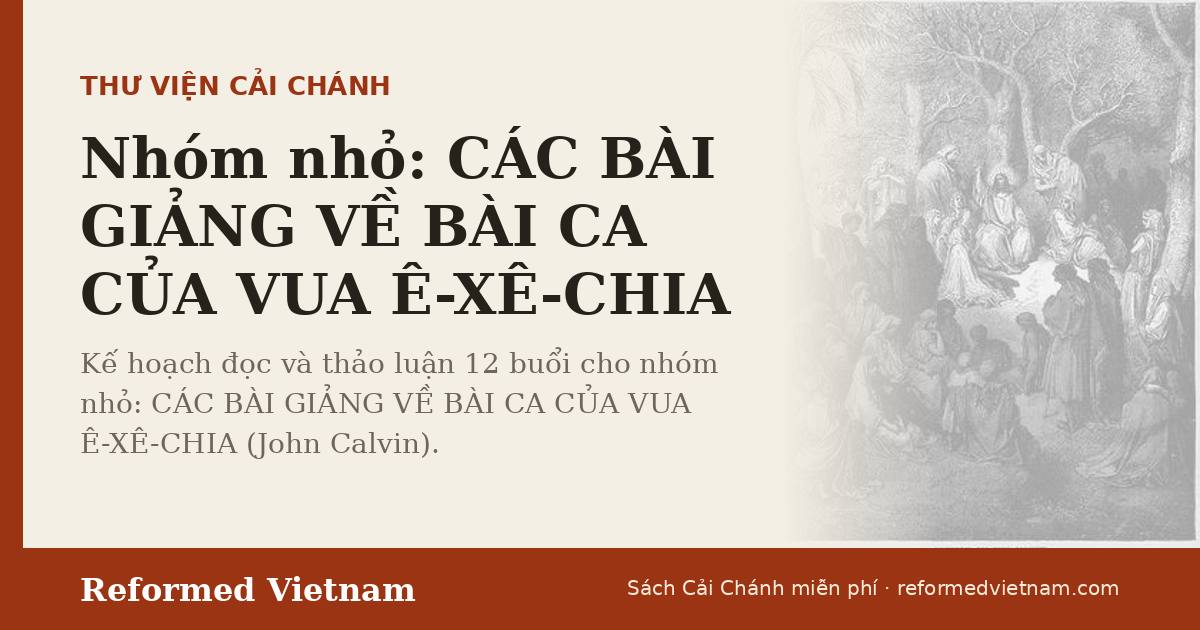 THƯ VIỆN CẢI CHÁNH
Nhóm nhỏ: CÁC BÀI
GIẢNG VỀ BÀI CA
CỦA VUA Ê-XÊ-CHIA
Kế hoạch đọc và thảo luận 12 buổi cho nhóm
nhỏ: CÁC BÀI GIẢNG VỀ BÀI CA CỦA VUA
Ê-XÊ-CHIA (John Calvin).
Reformed Vietnam
Sách Cải Chánh miễn phí · reformedvietnam.com